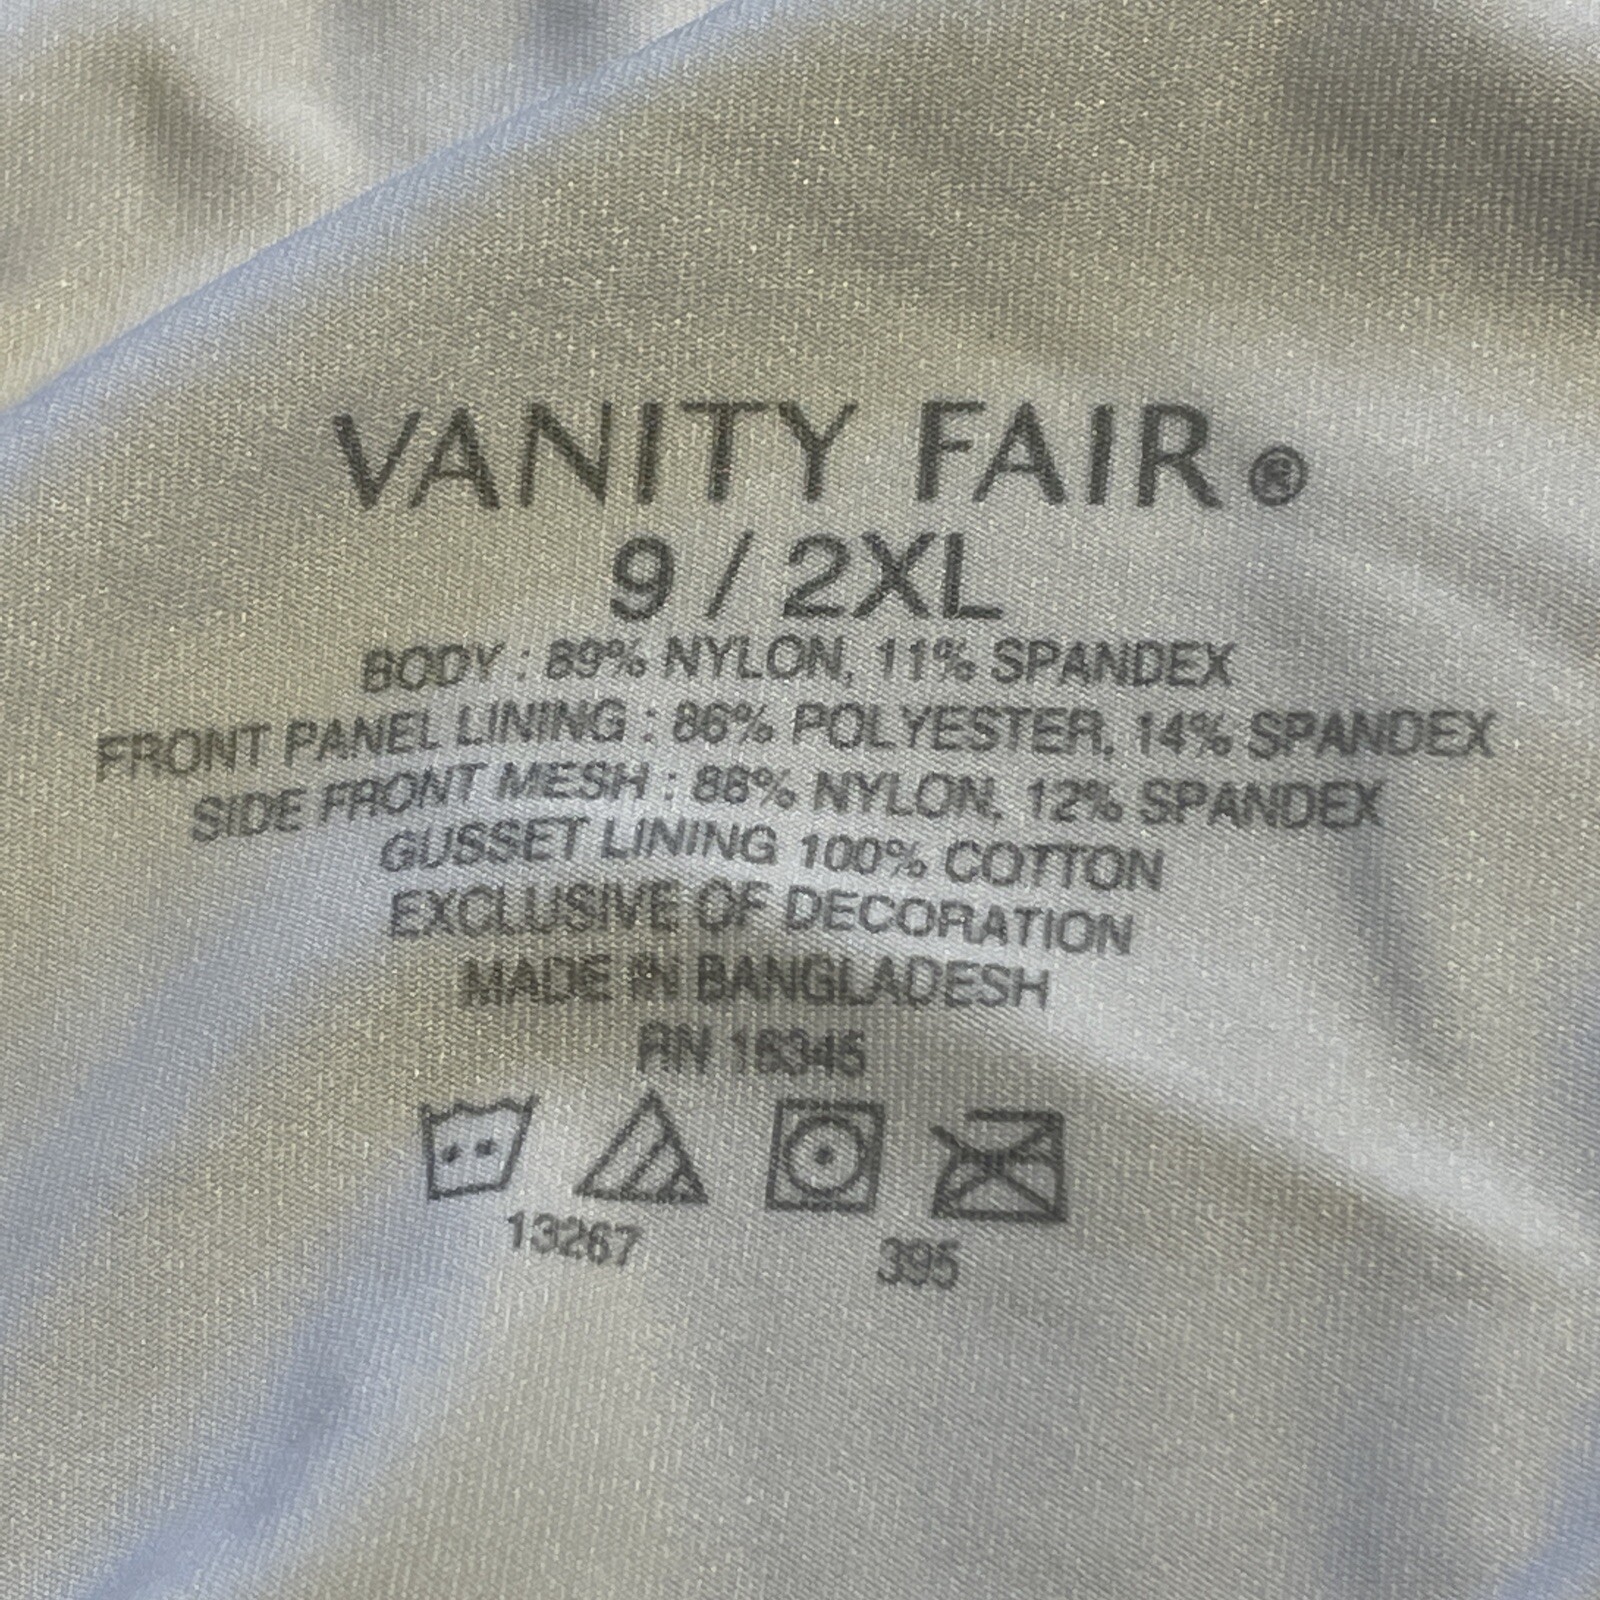 VANITY FAIR®
9 / 2XL
BODY : 89% NYLON, 11% SPANDEX
FRONT PANEL LINING : 86% POLYESTER, 14% SPANDEX
SIDE FRONT MESH : 88% NYLON, 12% SPANDEX
GUSSET LINING 100% COTTON
EXCLUSIVE OF DECORATION
MADE IN BANGLADESH
RN 16345
13267 395